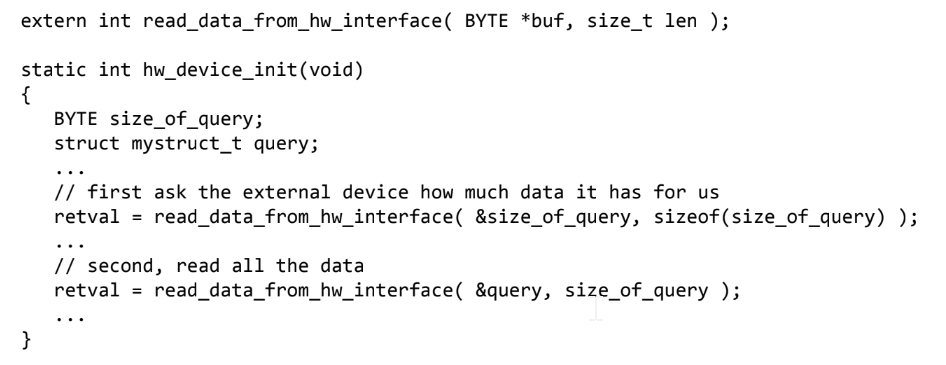 extern int read_data_from_hw_interface( BYTE *buf, size_t len );
static int hw_device_init(void)
{
BYTE size_of_query;
struct mystruct_t query;
...
// first ask the external device how much data it has for us
retval = read_data_from_hw_interface( &size_of_query, sizeof(size_of_query) );
...
// second, read all the data
retval = read_data_from_hw_interface( &query, size_of_query );
...
}